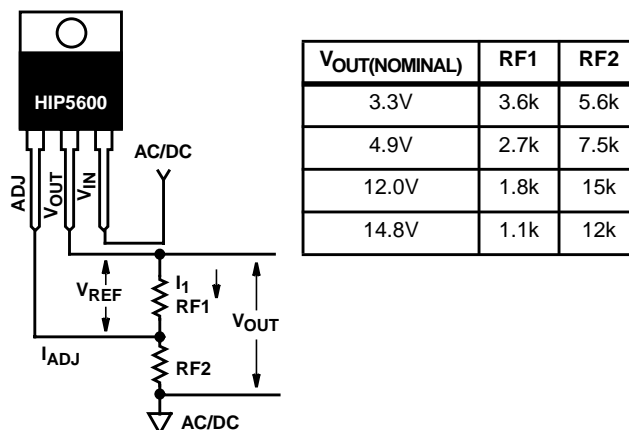 HIP5600
ADJ
VOUT
VIN
AC/DC
VREF
I1
RF1
VOUT
IADJ
RF2
AC/DC
VOUT(NOMINAL) RF1 RF2
3.3V 3.6k 5.6k
4.9V 2.7k 7.5k
12.0V 1.8k 15k
14.8V 1.1k 12k